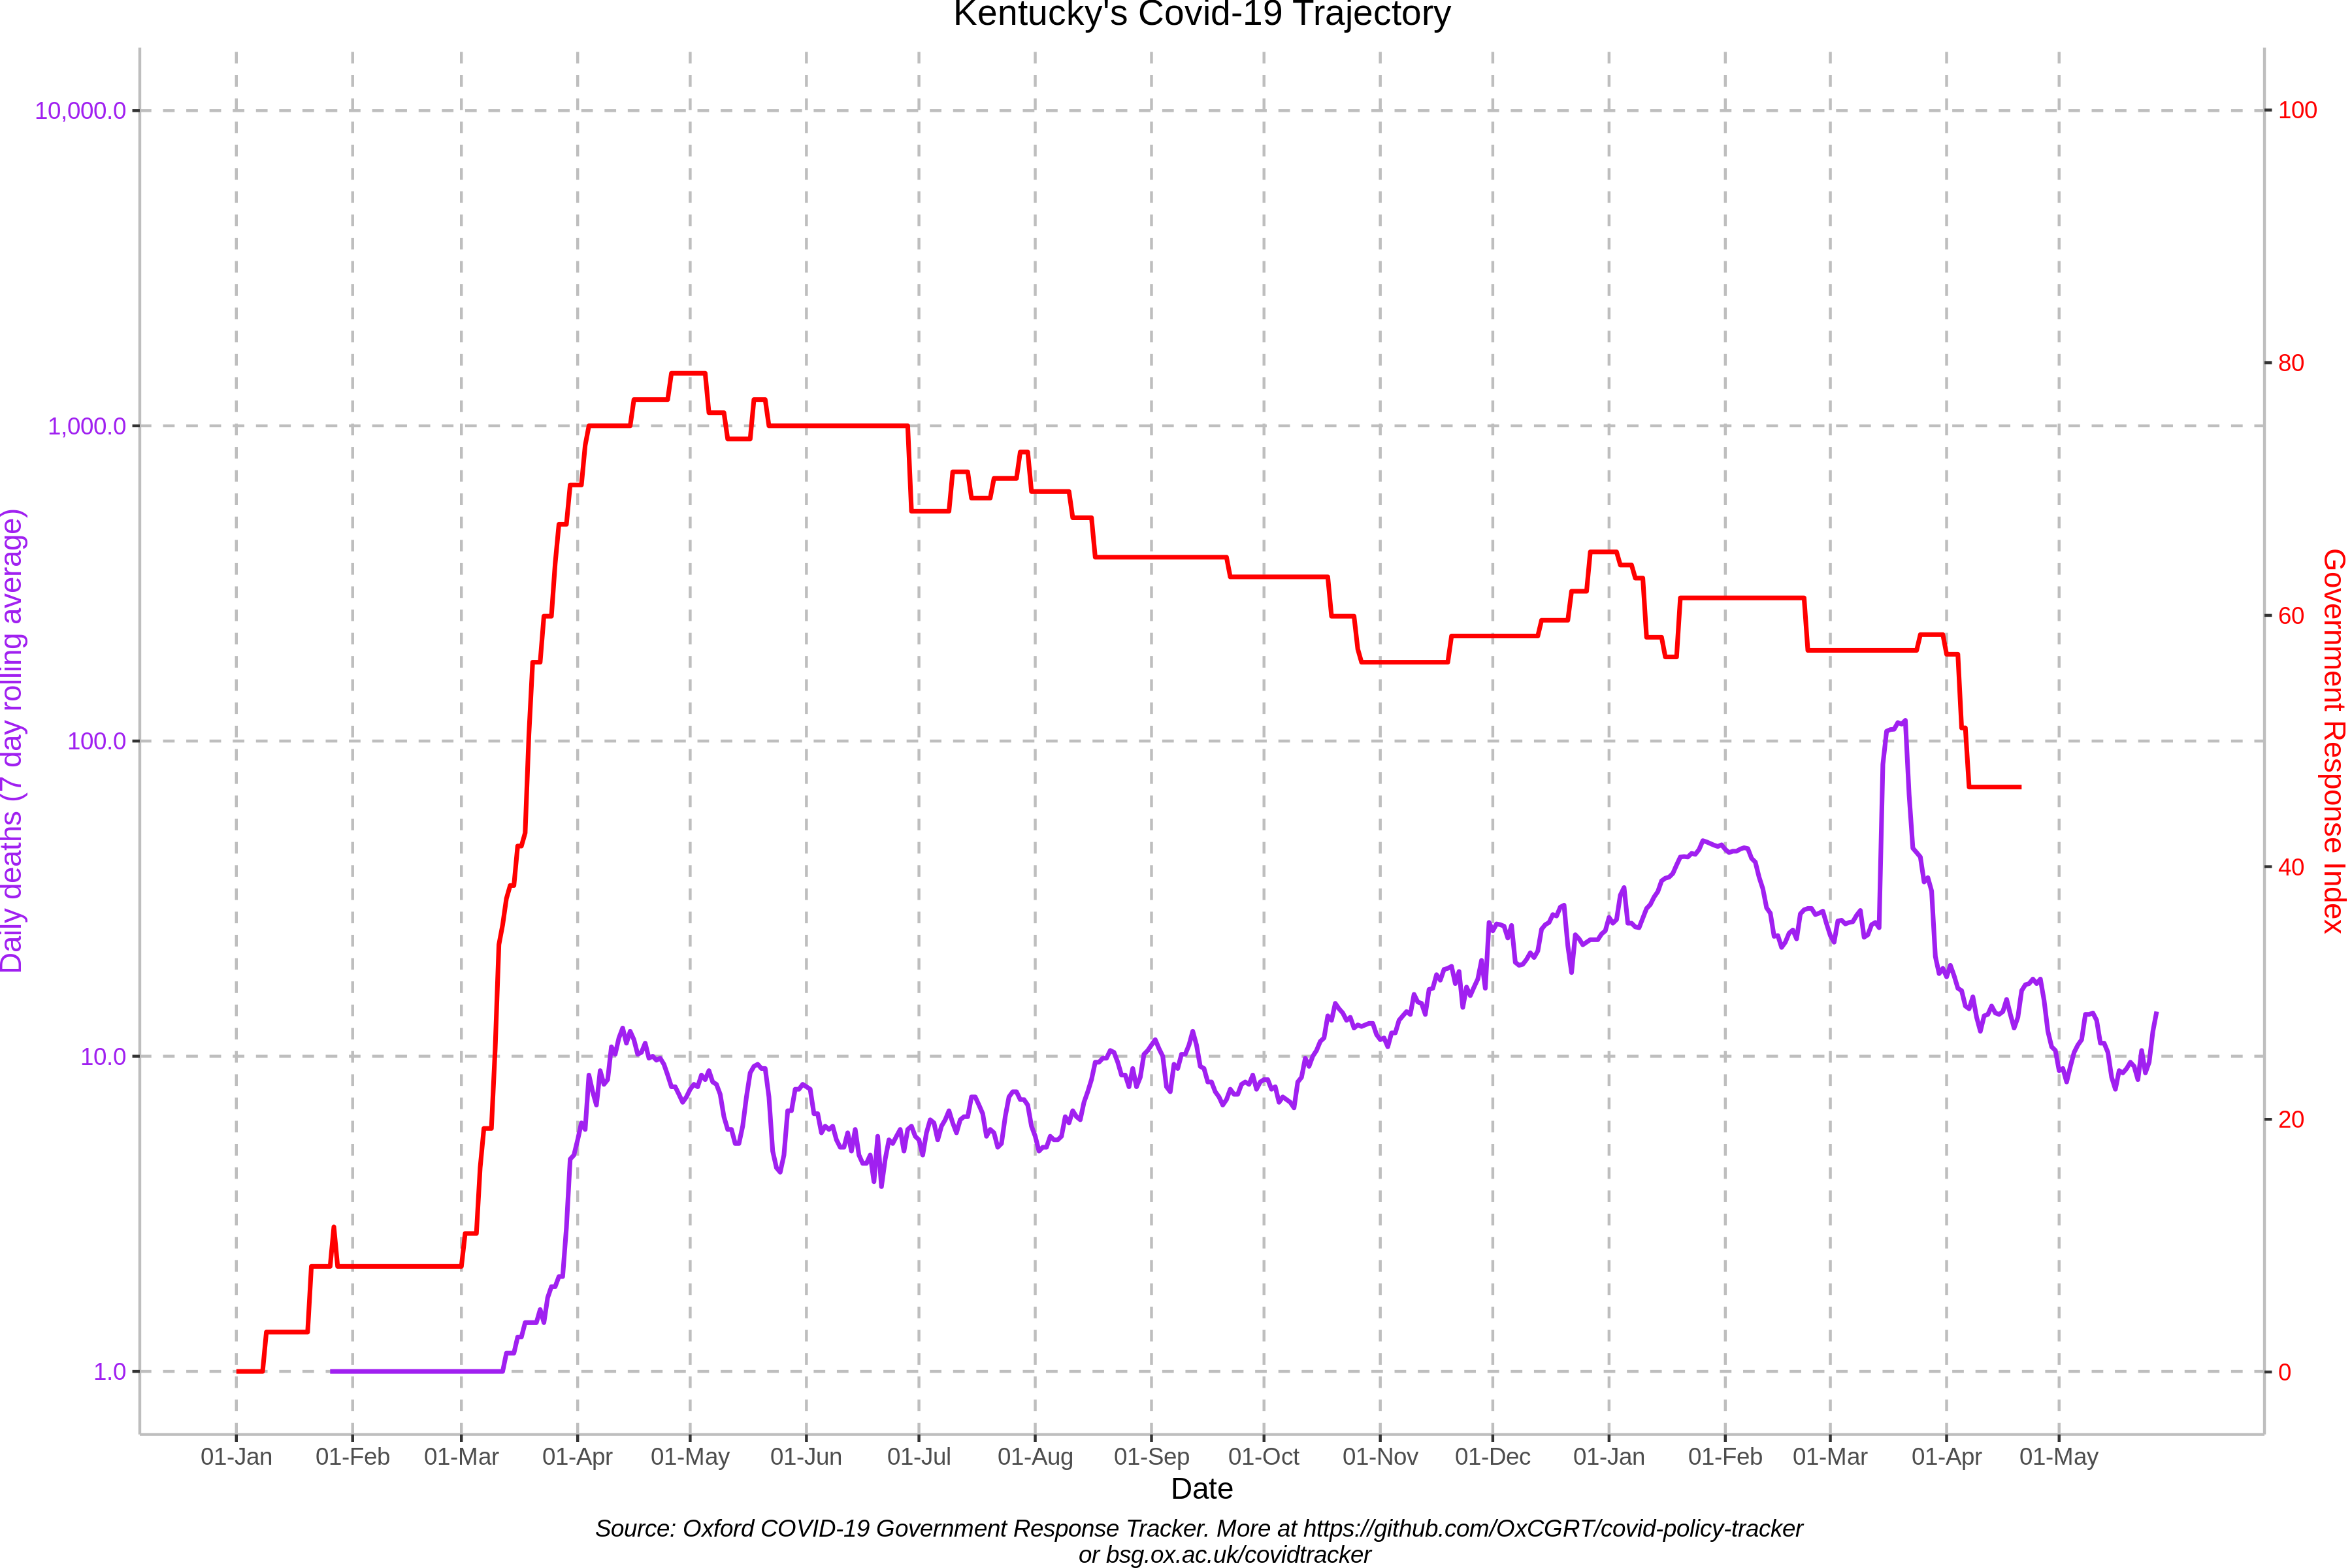 Kentucky's Covid-19 Trajectory
10,000.0
1,000.0
100.0
10.0
1.0
Daily deaths (7 day rolling average)
100
80
60
40
20
0
Government Response Index
01-Jan 01-Feb 01-Mar 01-Apr 01-May 01-Jun 01-Jul 01-Aug 01-Sep 01-Oct 01-Nov 01-Dec 01-Jan 01-Feb 01-Mar 01-Apr 01-May
Date
Source: Oxford COVID-19 Government Response Tracker. More at https://github.com/OxCGRT/covid-policy-tracker
or bsg.ox.ac.uk/covidtracker